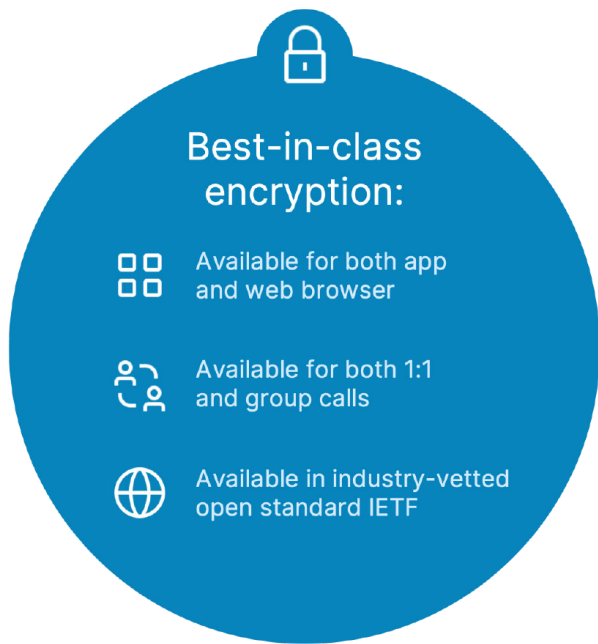 Best-in-class
encryption:
Available for both app
and web browser
Available for both 1:1
and group calls
Available in industry-vetted
open standard IETF